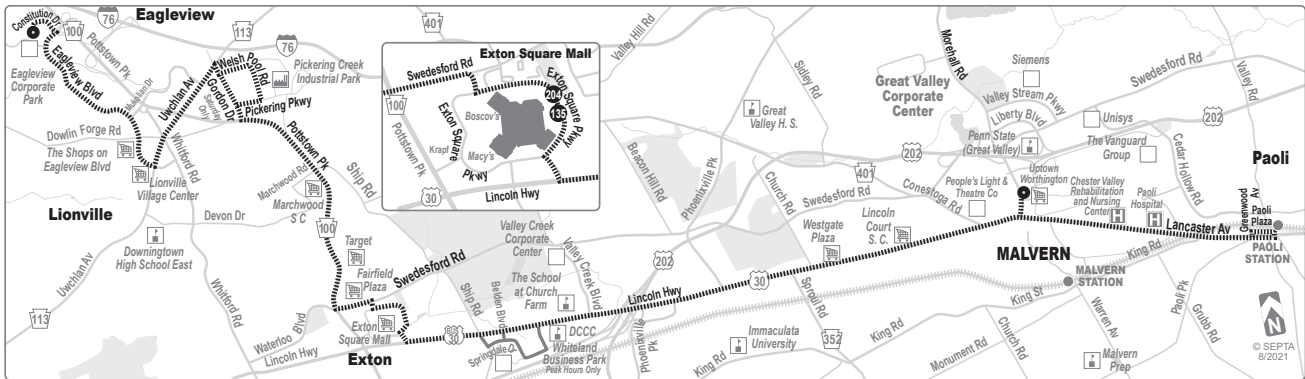 Constitution Dr
100
76
Eagleview
113
76
401
Pottstown Pk
Eagleview Blvd
Eagleview
Corporate
Park
Uwchlan Av
Welsh Pool Rd
Gordon Dr
Saturday
Only
Pickering Creek
Industrial Park
Pickering Pkwy
Dowlin Forge Rd
The Shops on
Eagleview Blvd
Whitford Rd
Lionville
Village Center
Lionville
Devon Dr
Downingtown
High School East
Uwchlan Av
113
Whitford Rd
Pottstown Pk
Marchwood Rd
Marchwood
S C
Ship Rd
100
Target
Fairfield
Plaza
Swedesford Rd
Exton
Square Mall
Waterloo Blvd
Lincoln Hwy
Exton
BUS
30
Exton Square Mall
Swedesford Rd
100
Pottstown Pk
Exton Square Pkwy
204
135
Boscov's
Exton
Square
Pkwy
Krapf
Macy's
30
Lincoln Hwy
Valley Hill Rd
Sidley Rd
Great
Valley H. S.
Beacon Hill Rd
Phoenixville Pk
Church Rd
202
Valley Creek
Corporate
Center
Valley Creek Blvd
The School
at Church
Farm
Ship Rd
Belden Blvd
Springdale D.
DCCC
Whiteland
Business Park
Peak Hours Only
202
Phoenixville
Pk
Lincoln Hwy
30
Immaculata
University
King Rd
Sproul Rd
352
King Rd
Monument Rd
Church Rd
401
Swedesford Rd
Westgate
Plaza
Lincoln
Court
S. C.
202
Conestoga Rd
People's Light &
Theatre Co
Great Valley
Corporate
Center
Morehall Rd
Siemens
Valley Stream Pkwy
Liberty Blvd
Penn State
(Great Valley)
Unisys
The Vanguard
Group
Swedesford Rd
Valley Rd
202
Cedar Hollow Rd
Uptown
Worthington
Chester Valley
Rehabilitation
and Nursing
Center
Paoli
Hospital
Paoli
Greenwood
Av
Paoli
Plaza
Lancaster Av
PAOLI
STATION
MALVERN
MALVERN
STATION
King St
King Rd
Warren Av
Paoli Pk
Grubb Rd
Malvern
Prep
N
© SEPTA
8/2021